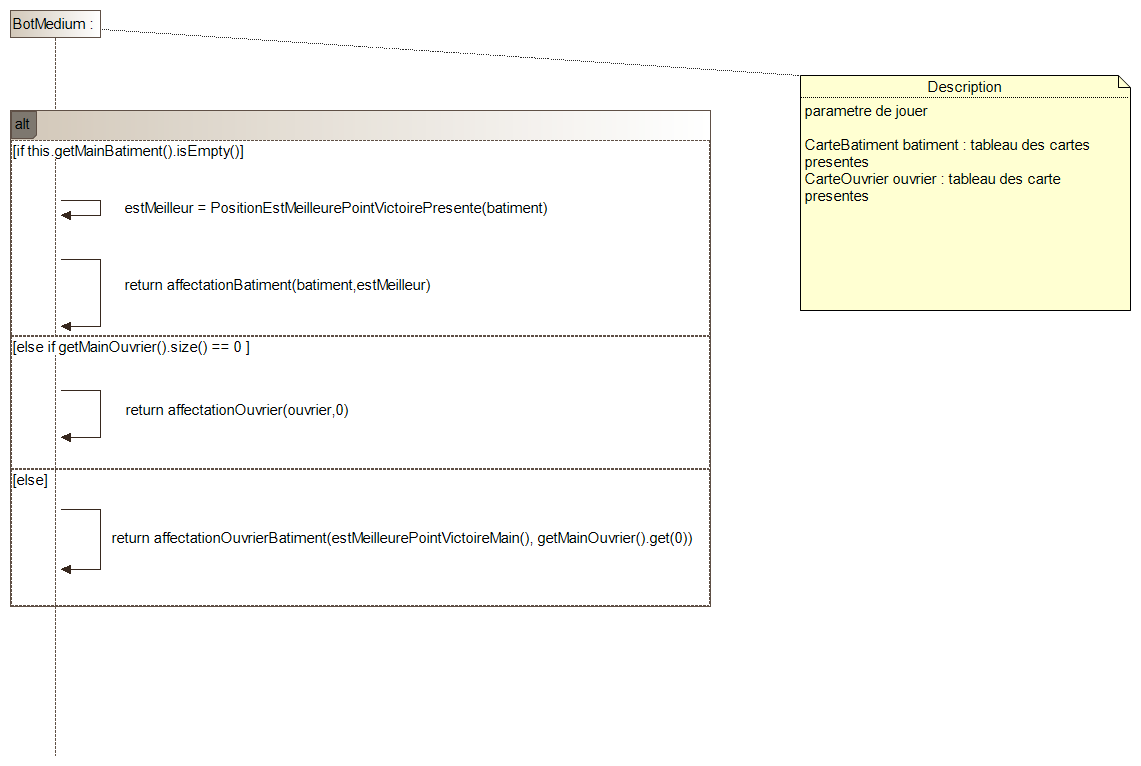 BotMedium :
Description
parametre de jouer
CarteBatiment batiment : tableau des cartes
presentes
CarteOuvrier ouvrier : tableau des carte
presentes
alt
[if this.getMainBatiment().isEmpty()]
estMeilleur = PositionEstMeilleurePointVictoirePresente(batiment)
return affectationBatiment(batiment,estMeilleur)
[else if getMainOuvrier().size() == 0 ]
return affectationOuvrier(ouvrier,0)
[else]
return affectationOuvrierBatiment(estMeilleurePointVictoireMain(), getMainOuvrier().get(0))